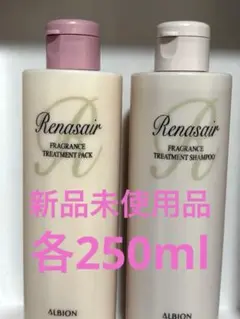 Renasair
FRAGRANCE
TREATMENT PACK
ALBION
Renasair
FRAGRANCE
TREATMENT SHAMPOO
ALBION
新品未使用品
各250ml